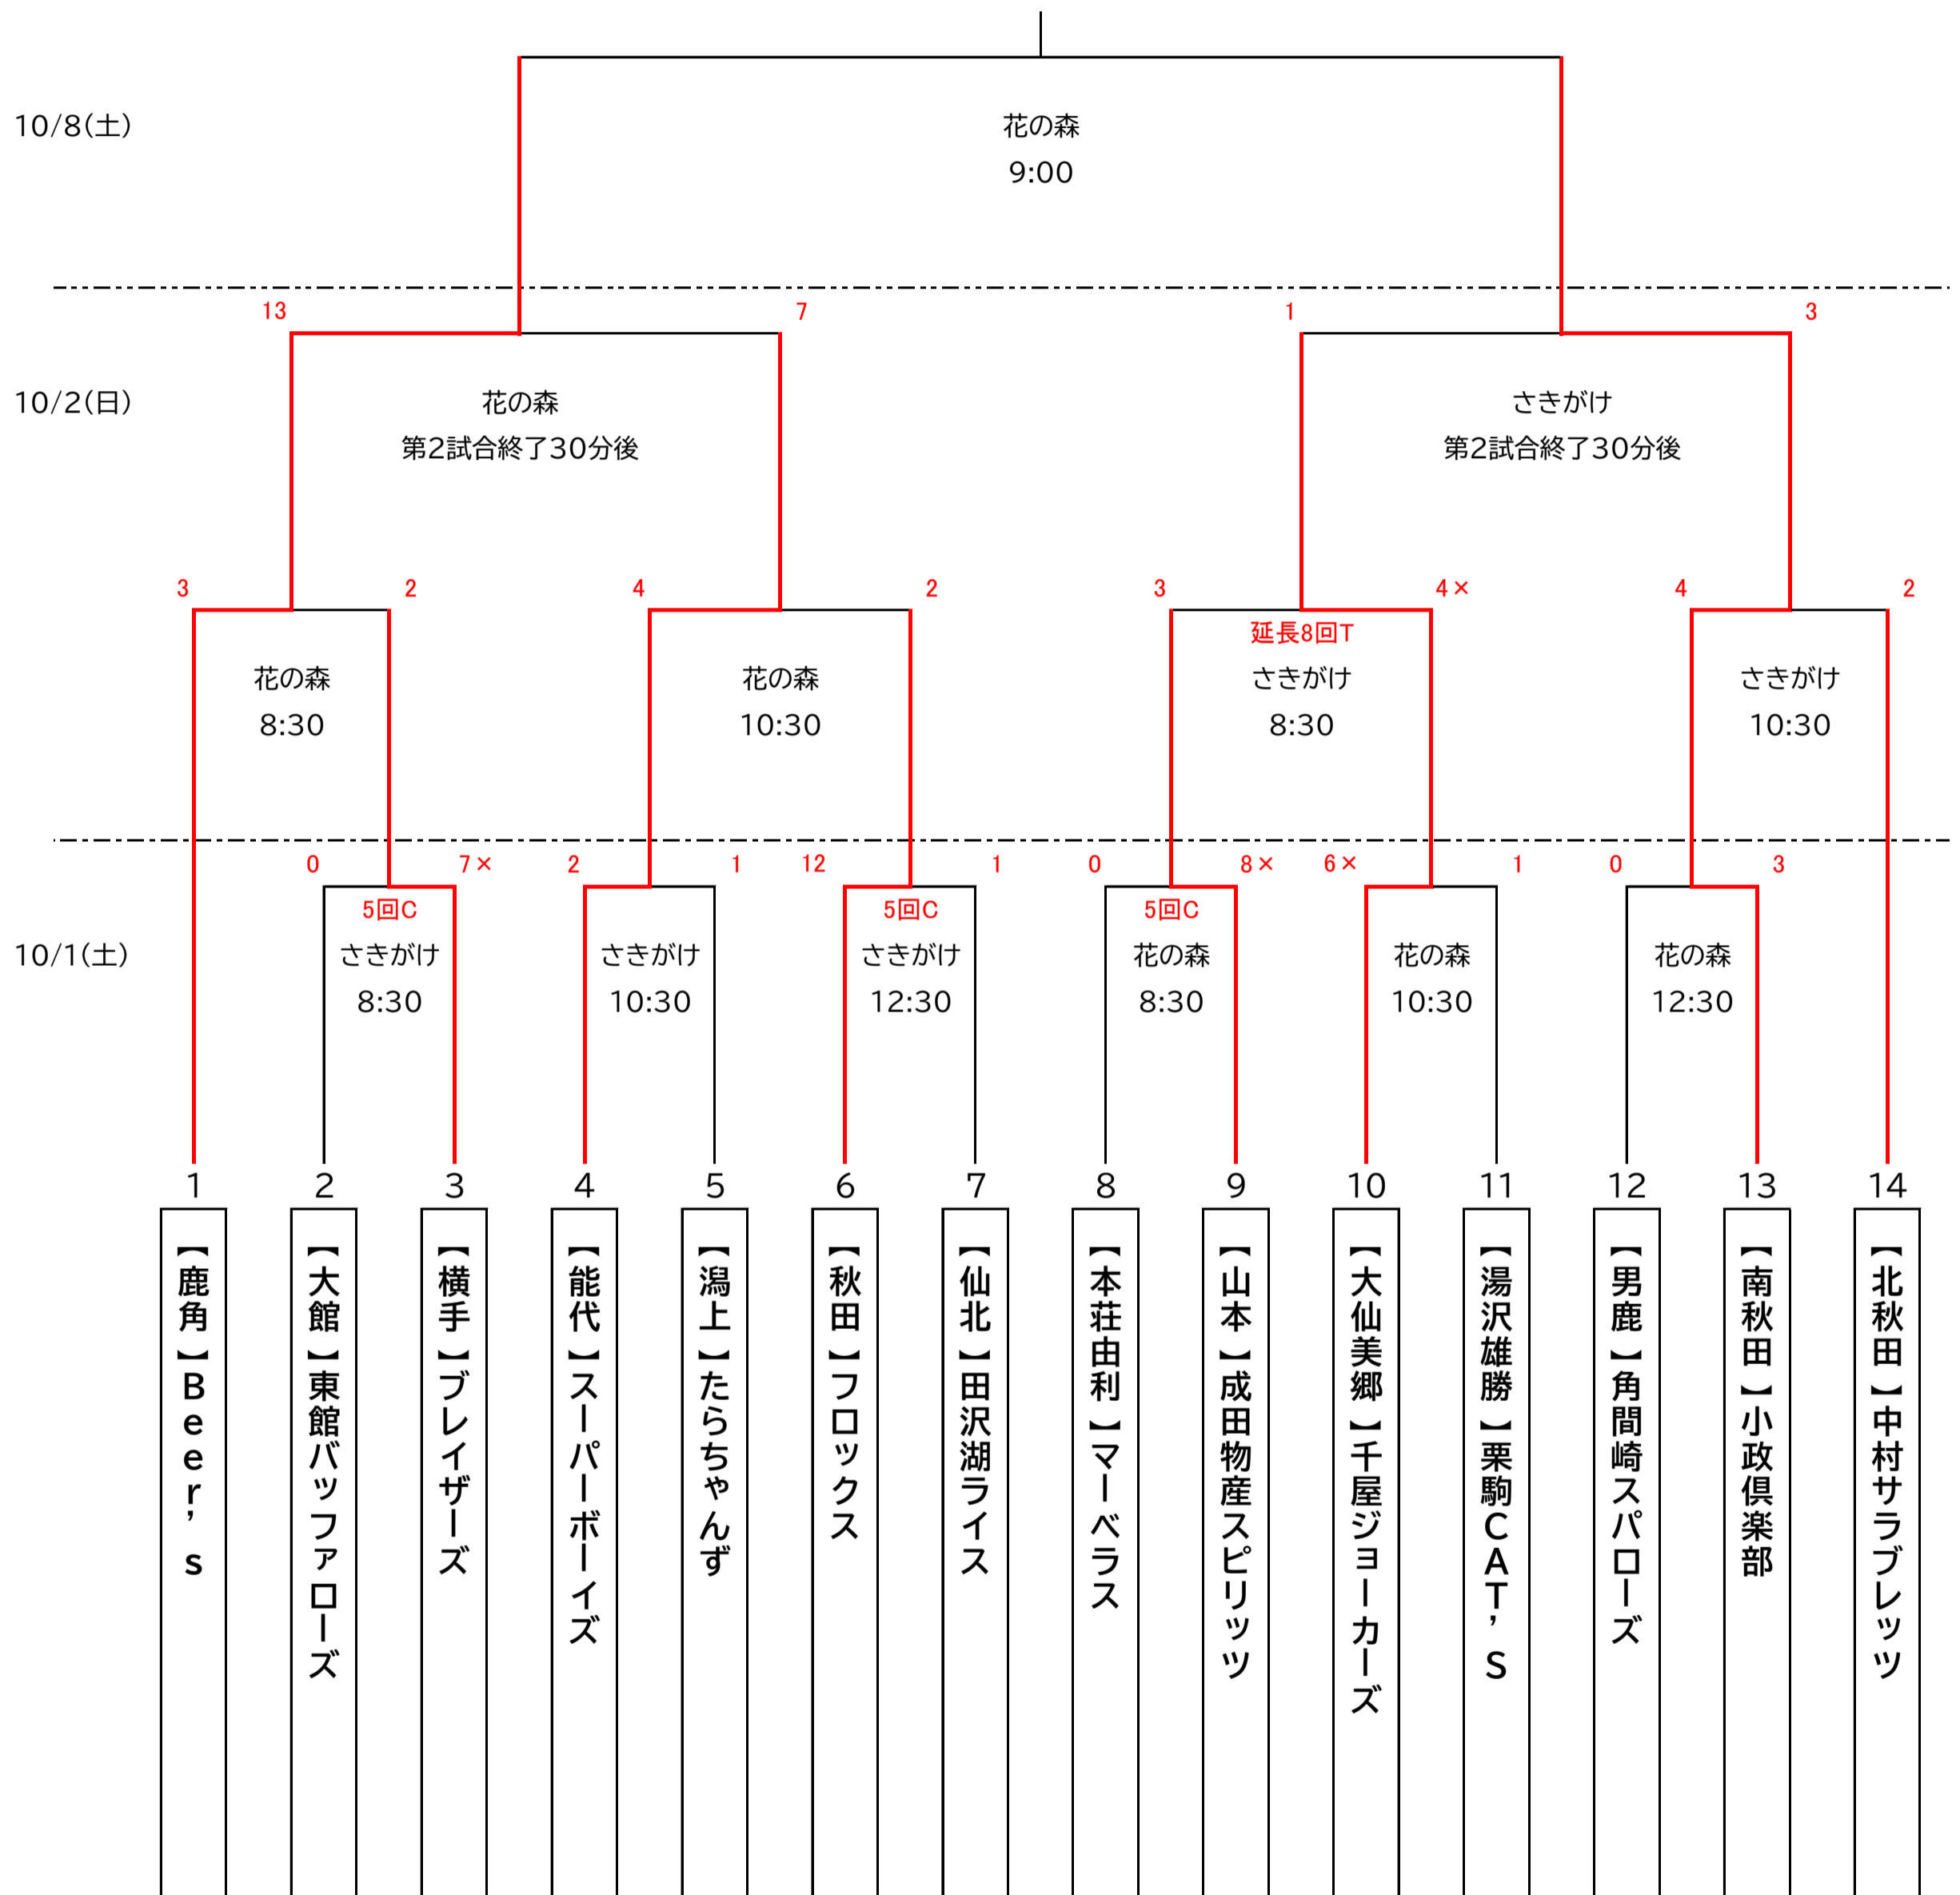 10/8(土)
花の森
9:00
13
7
1
3
10/2(日)
花の森
第2試合終了30分後
さきがけ
第2試合終了30分後
3
2
4
2
3
4×
4
2
延長8回T
花の森
8:30
花の森
10:30
さきがけ
8:30
さきがけ
10:30
0
7×
2
1
12
1
0
8×
6×
1
0
3
5回C
5回C
5回C
10/1(土)
さきがけ
8:30
さきがけ
10:30
さきがけ
12:30
花の森
8:30
花の森
10:30
花の森
12:30
1
2
3
4
5
6
7
8
9
10
11
12
13
14
【鹿角】Beer’s
【大館】東館バッファローズ
【横手】ブレイザーズ
【能代】スーパーボーイズ
【潟上】たらちゃんず
【秋田】フロックス
【仙北】田沢湖ライス
【本荘由利】マーベラス
【山本】成田物産スピリッツ
【大仙美郷】千屋ジョーカーズ
【湯沢雄勝】栗駒CAT’S
【男鹿】角間崎スパローズ
【南秋田】小政倶楽部
【北秋田】中村サラブレッツ